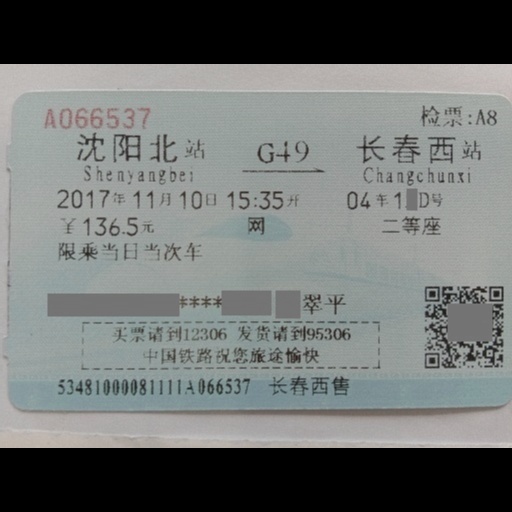 A066537 检票:A8
沈阳北站 G49 长春西站
Shenyangbei Changchunxi
2017年11月10日15:35开 04车1 D号
￥136.5元 网 二等座
限乘当日当次车
**** 翠平
买票请到12306 发货请到95306
中国铁路祝您旅途愉快
53481000081111A066537 长春西售